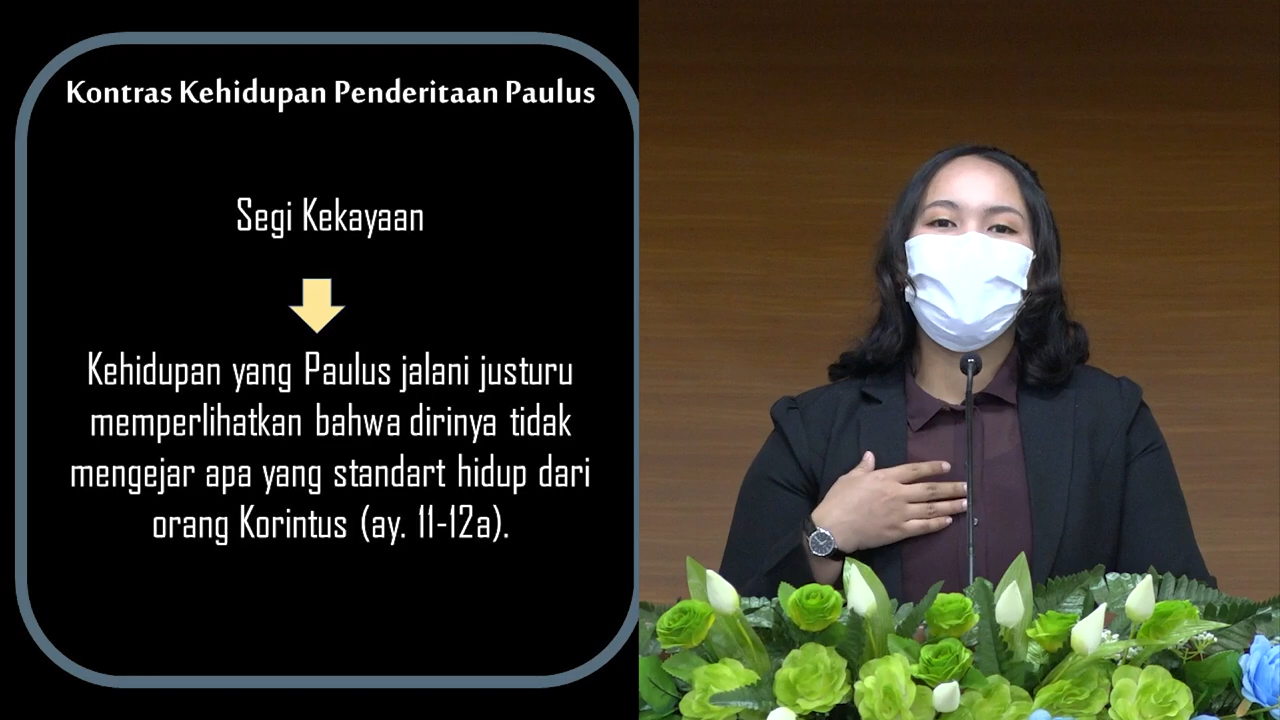 Kontras Kehidupan Penderitaan Paulus
Segi Kekayaan
Kehidupan yang Paulus jalani justuru
memperlihatkan bahwa dirinya tidak
mengejar apa yang standart hidup dari
orang Korintus (ay. 11-12a).